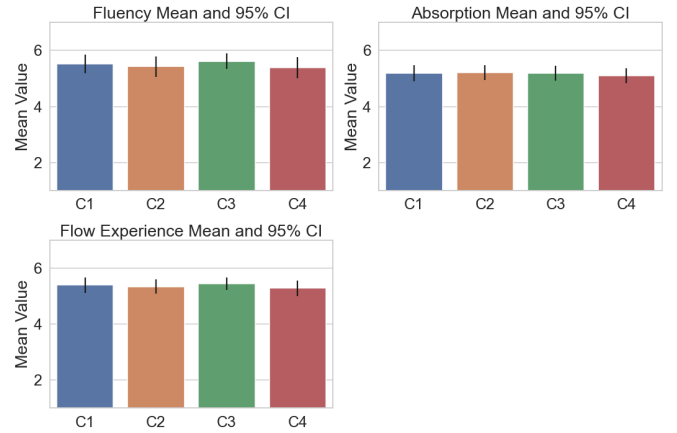 Fluency Mean and 95% CI
Mean Value
6
4
2
C1 C2 C3 C4
Absorption Mean and 95% CI
Mean Value
6
4
2
C1 C2 C3 C4
Flow Experience Mean and 95% CI
Mean Value
6
4
2
C1 C2 C3 C4